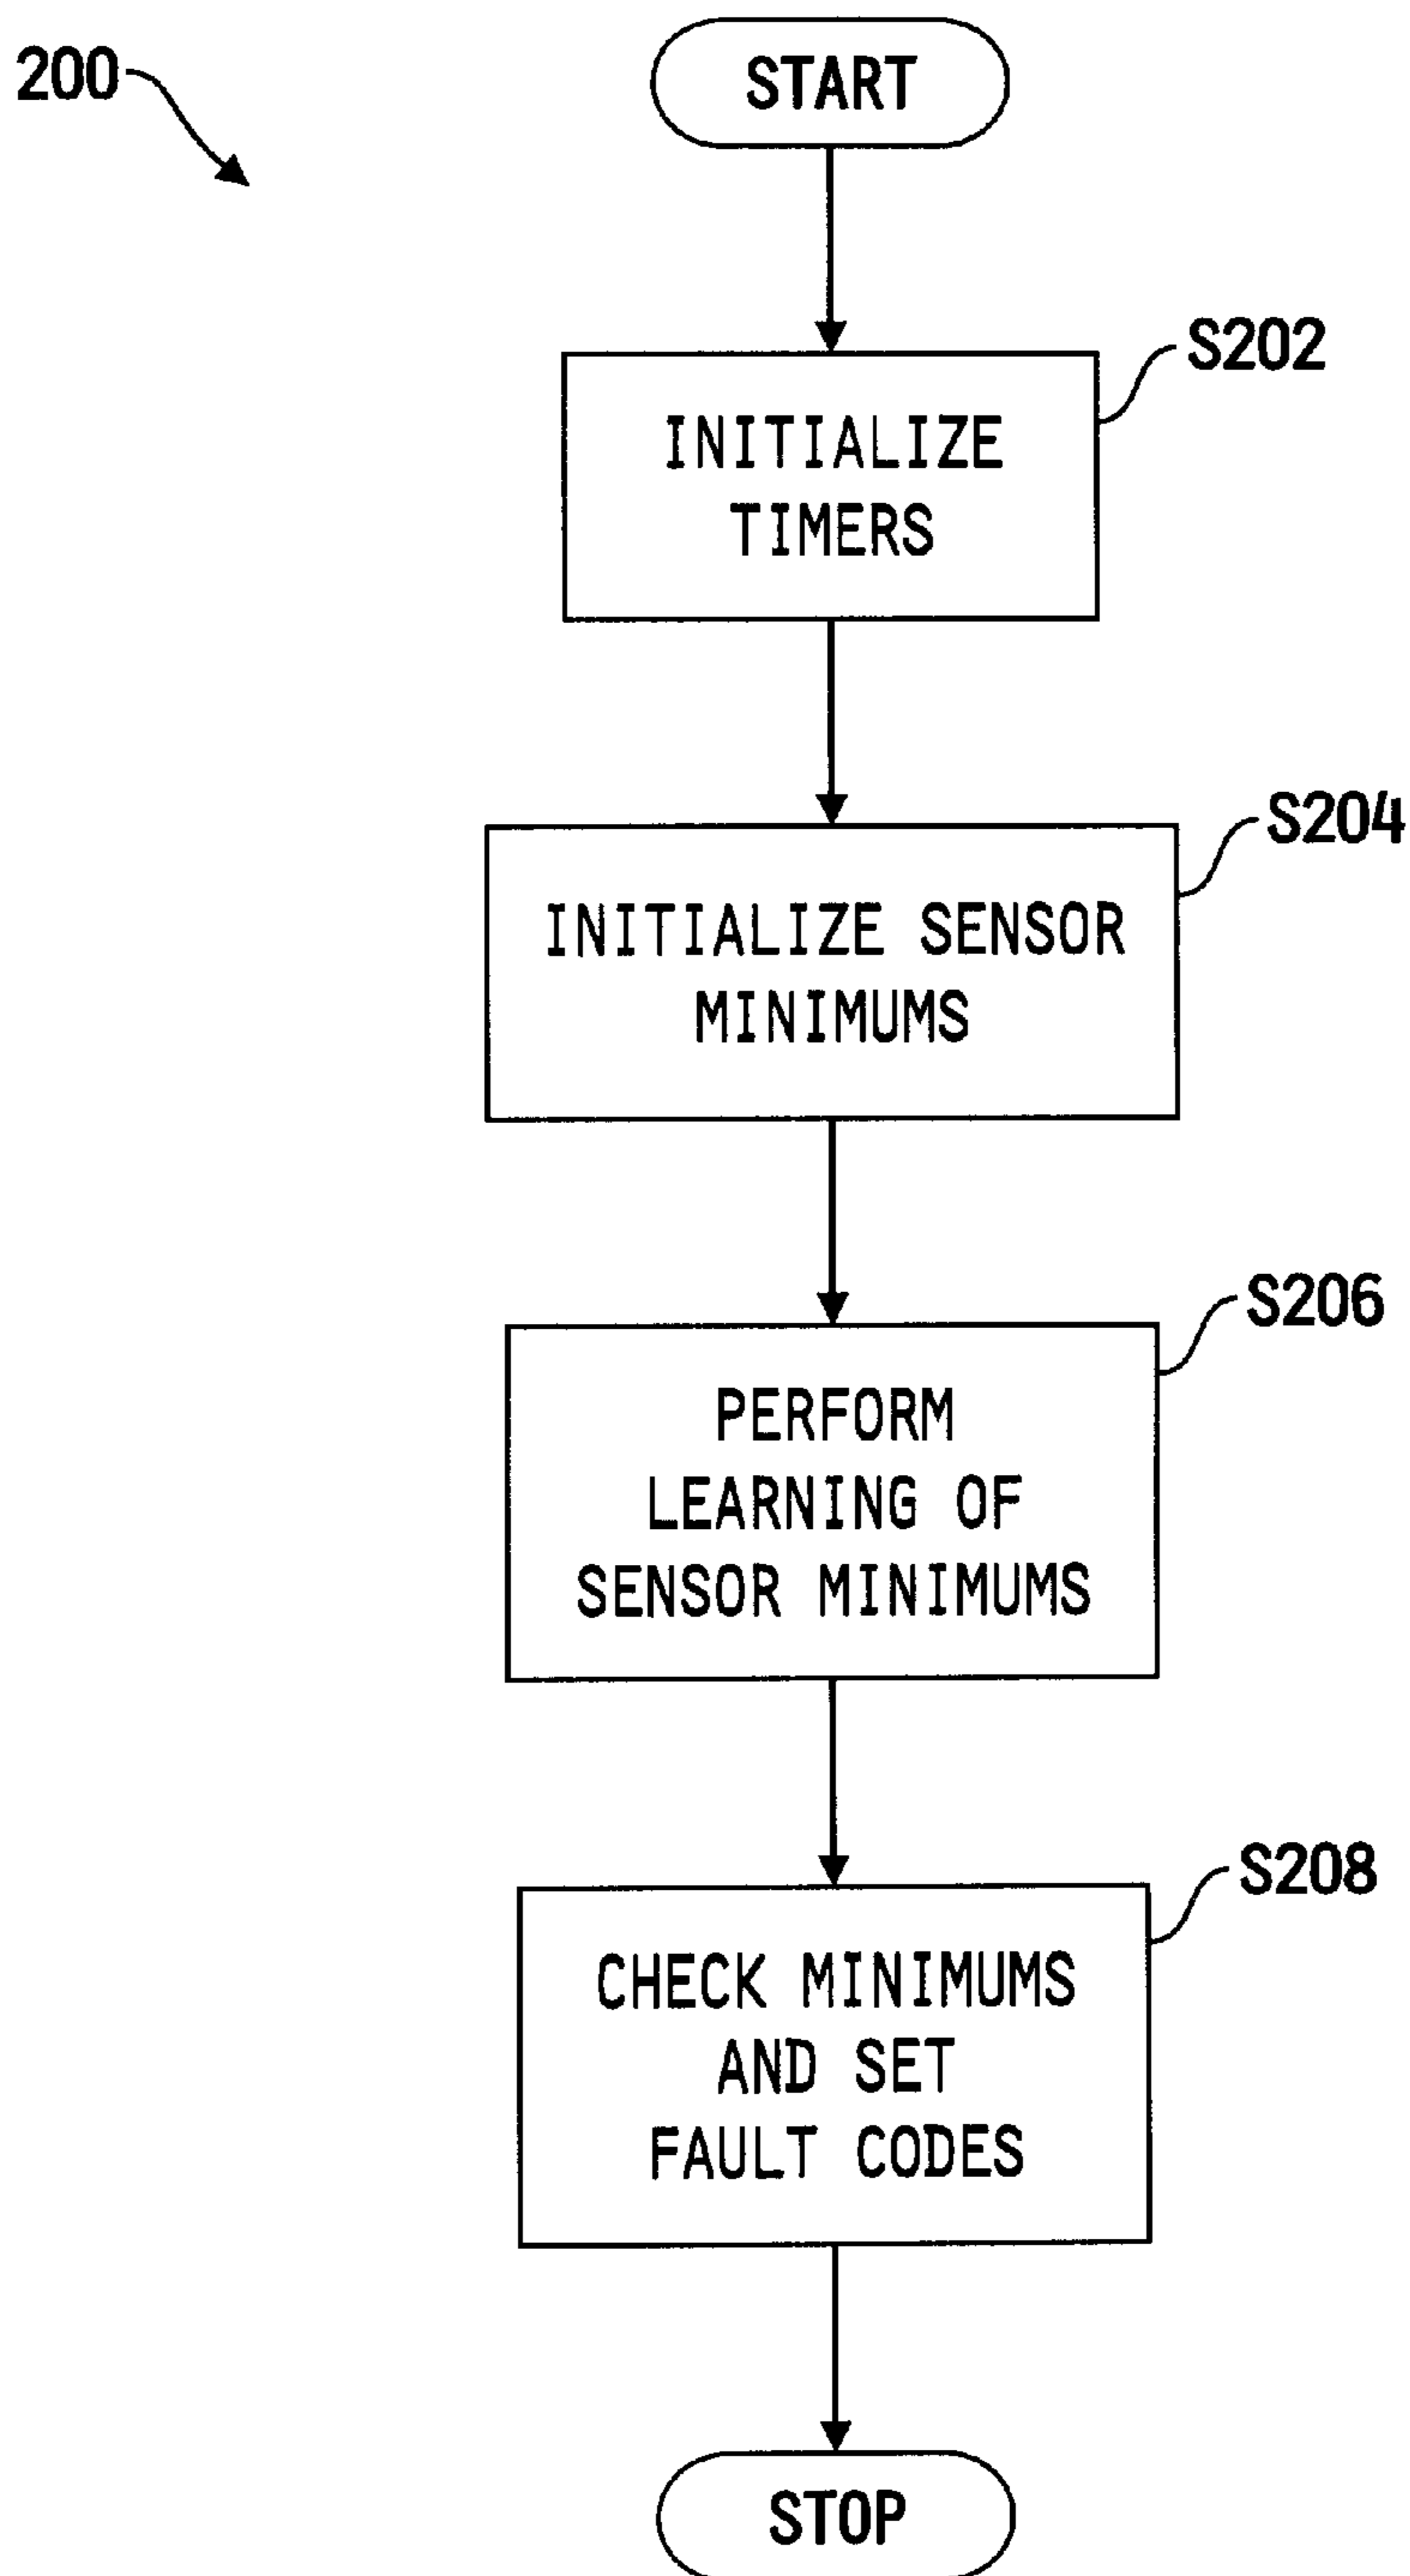 200
START
S202
INITIALIZE
TIMERS
S204
INITIALIZE SENSOR
MINIMUMS
S206
PERFORM
LEARNING OF
SENSOR MINIMUMS
S208
CHECK MINIMUMS
AND SET
FAULT CODES
STOP